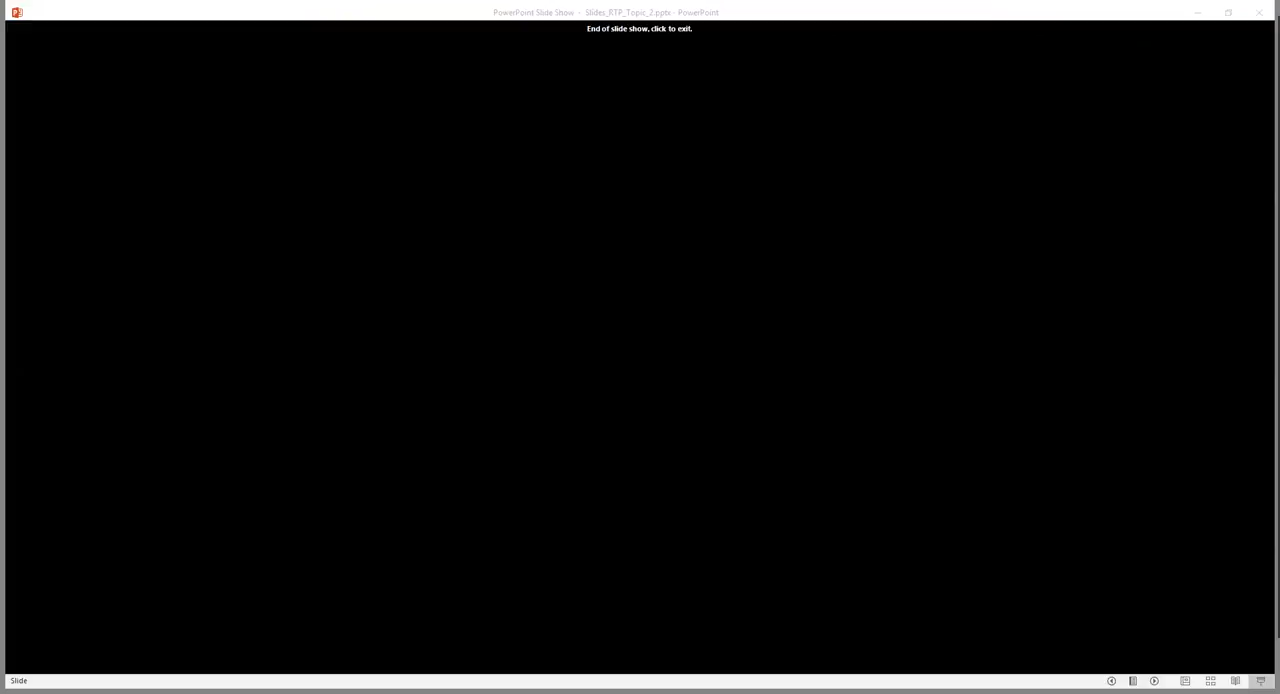 PowerPoint Slide Show - Slides_RTP_Topic_2.pptx - PowerPoint
End of slide show, click to exit.
Slide